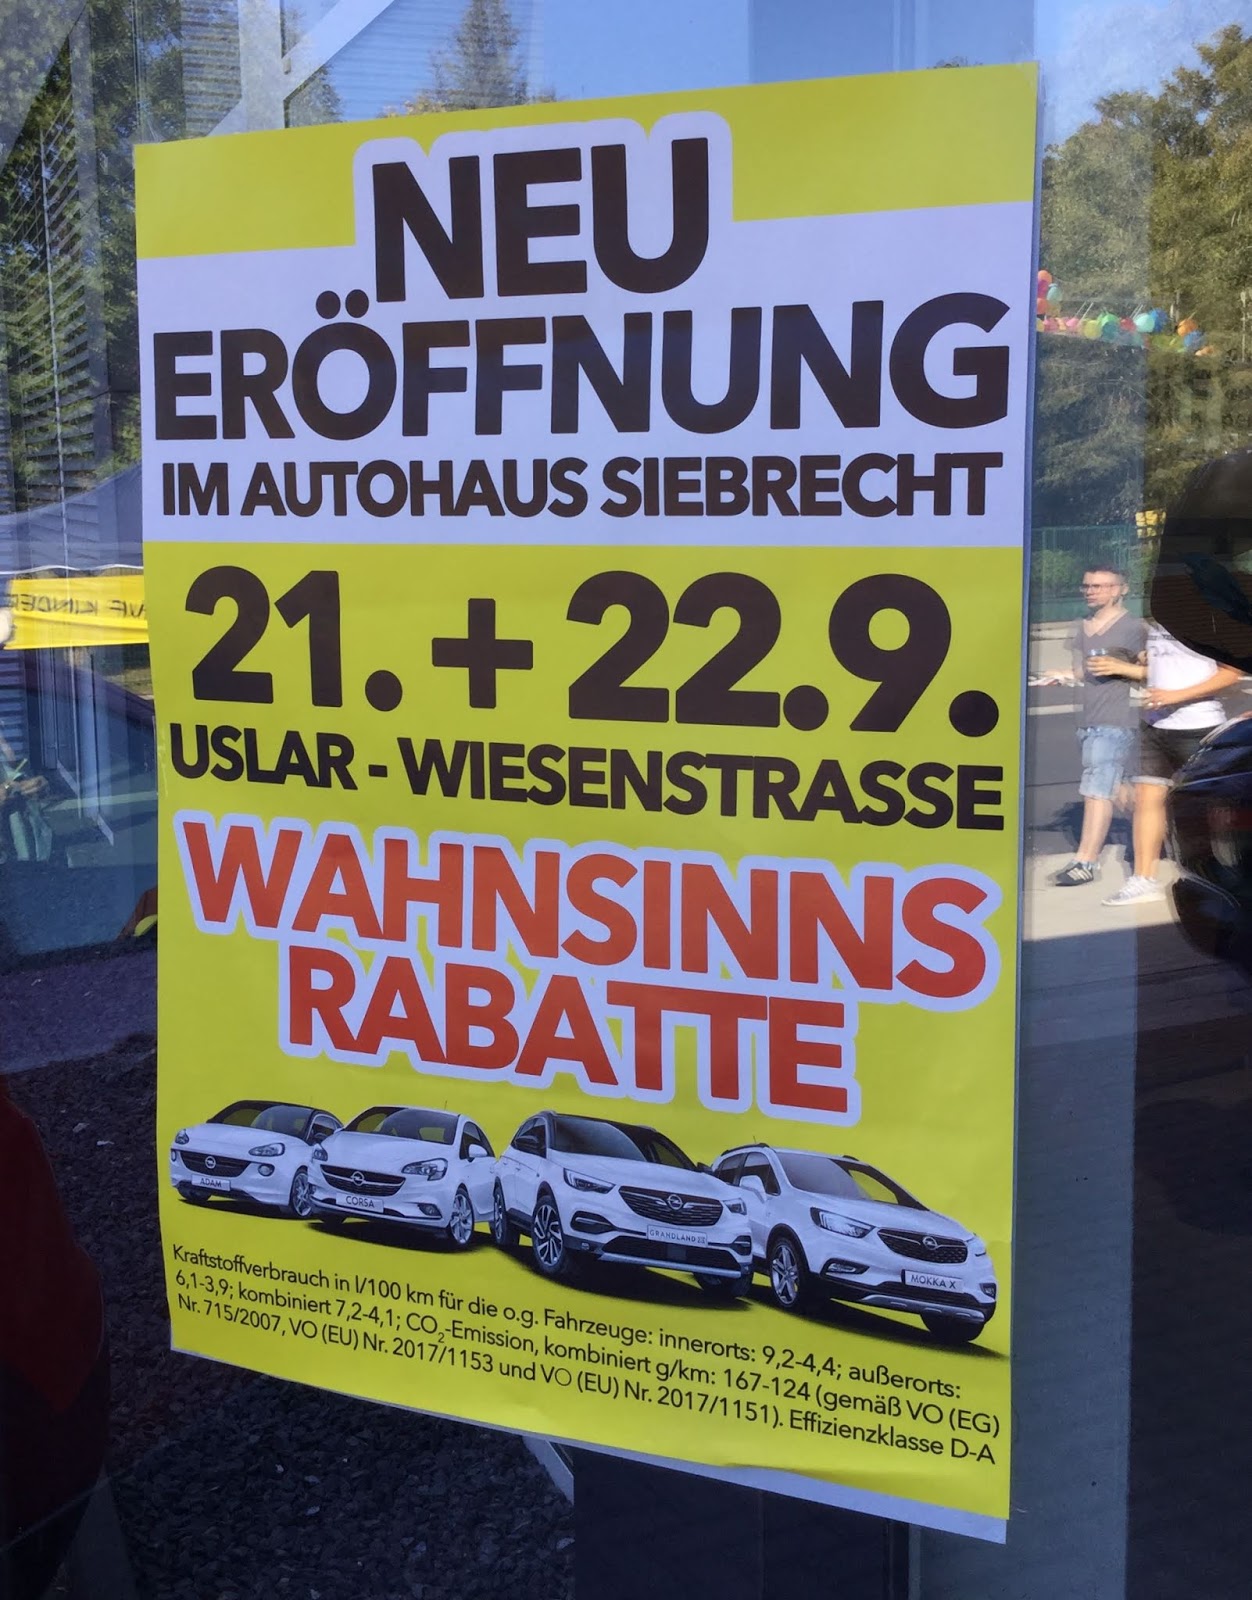 NEU
ERÖFFNUNG
IM AUTOHAUS SIEBRECHT
21. + 22.9.
USLAR - WIESENSTRASSE
WAHNSINNS
RABATTE
ADAM
CORSA
GRANDLAND X
MOKKA X
Kraftstoffverbrauch in l/100 km für die o.g. Fahrzeuge: innerorts: 9,2-4,4; außerorts:
6,1-3,9; kombiniert 7,2-4,1; CO₂-Emission, kombiniert g/km: 167-124 (gemäß VO (EG)
Nr. 715/2007, VO (EU) Nr. 2017/1153 und VO (EU) Nr. 2017/1151). Effizienzklasse D-A